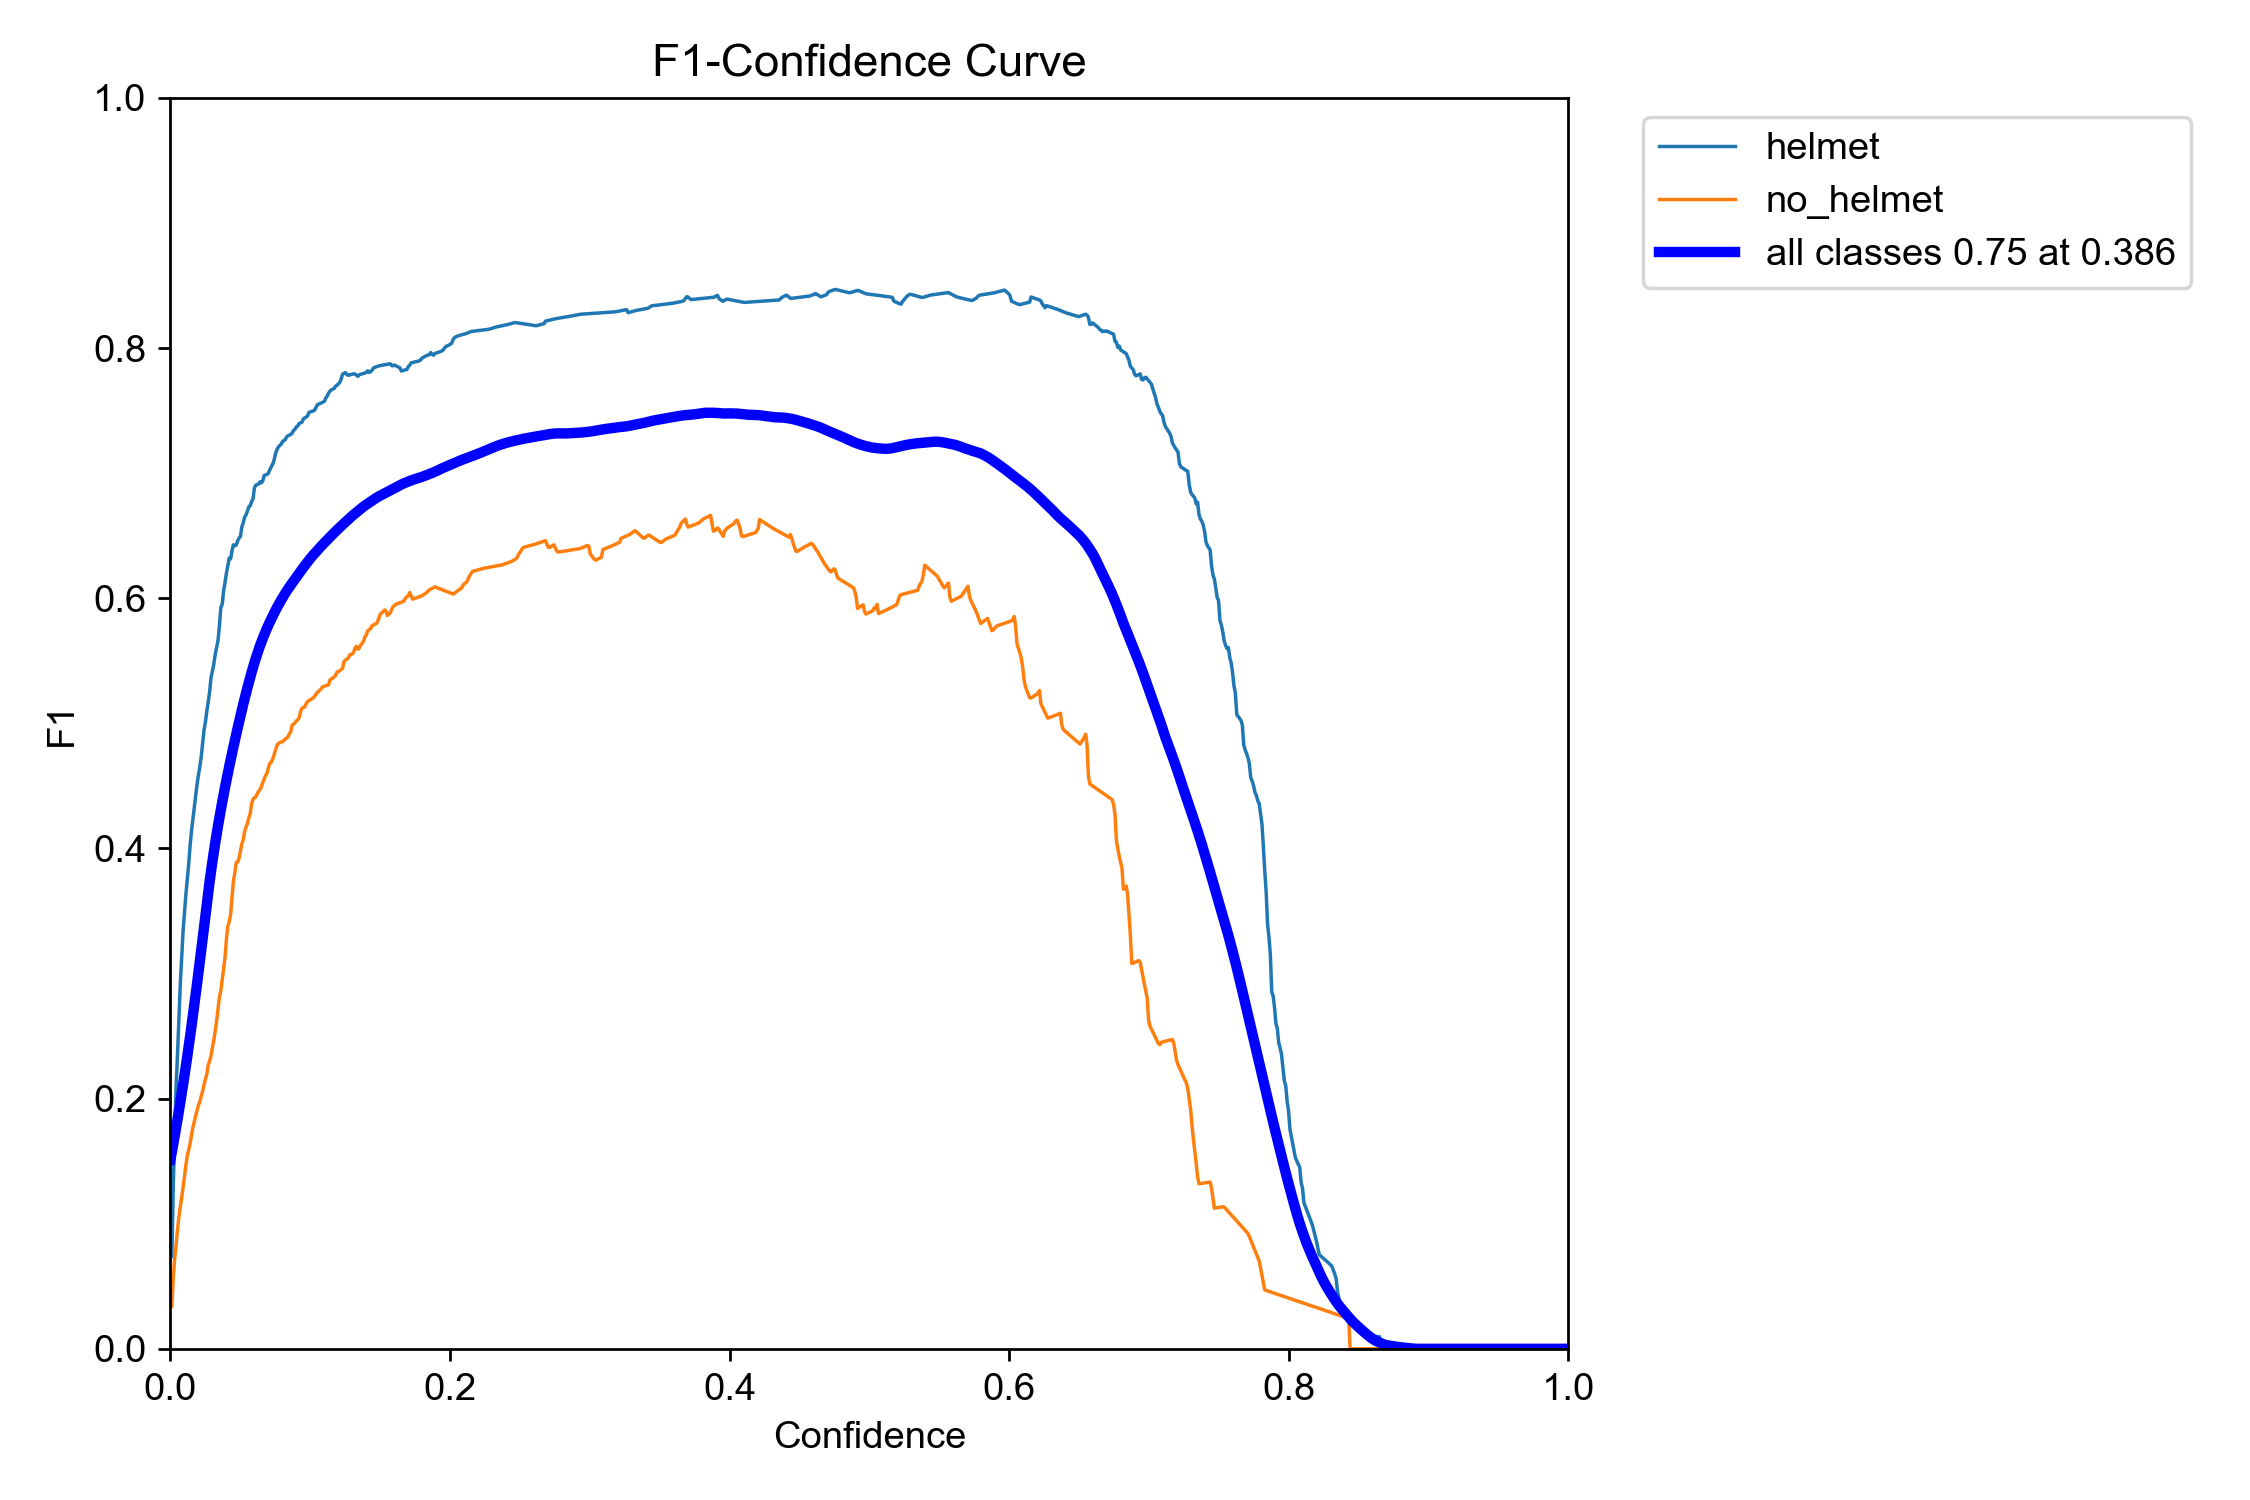 F1-Confidence Curve
helmet
no_helmet
all classes 0.75 at 0.386
F1
1.0
0.8
0.6
0.4
0.2
0.0
0.0 0.2 0.4 0.6 0.8 1.0
Confidence